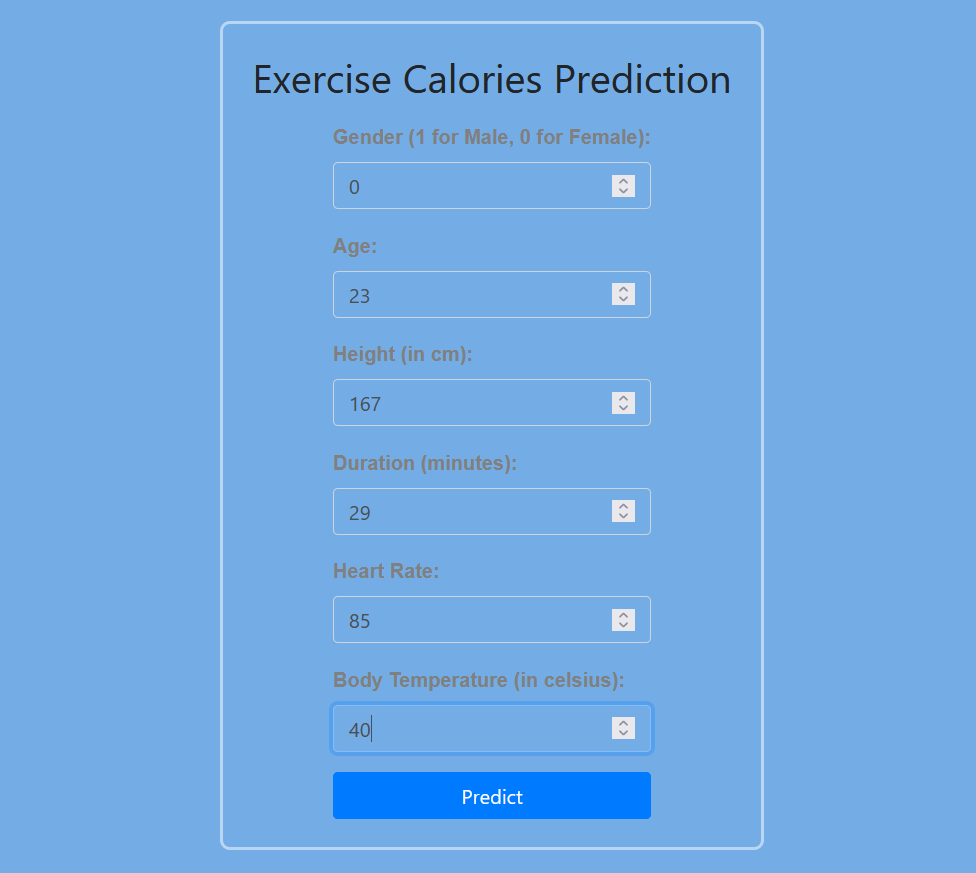 Exercise Calories Prediction
Gender (1 for Male, 0 for Female):
0
Age:
23
Height (in cm):
167
Duration (minutes):
29
Heart Rate:
85
Body Temperature (in celsius):
40
Predict